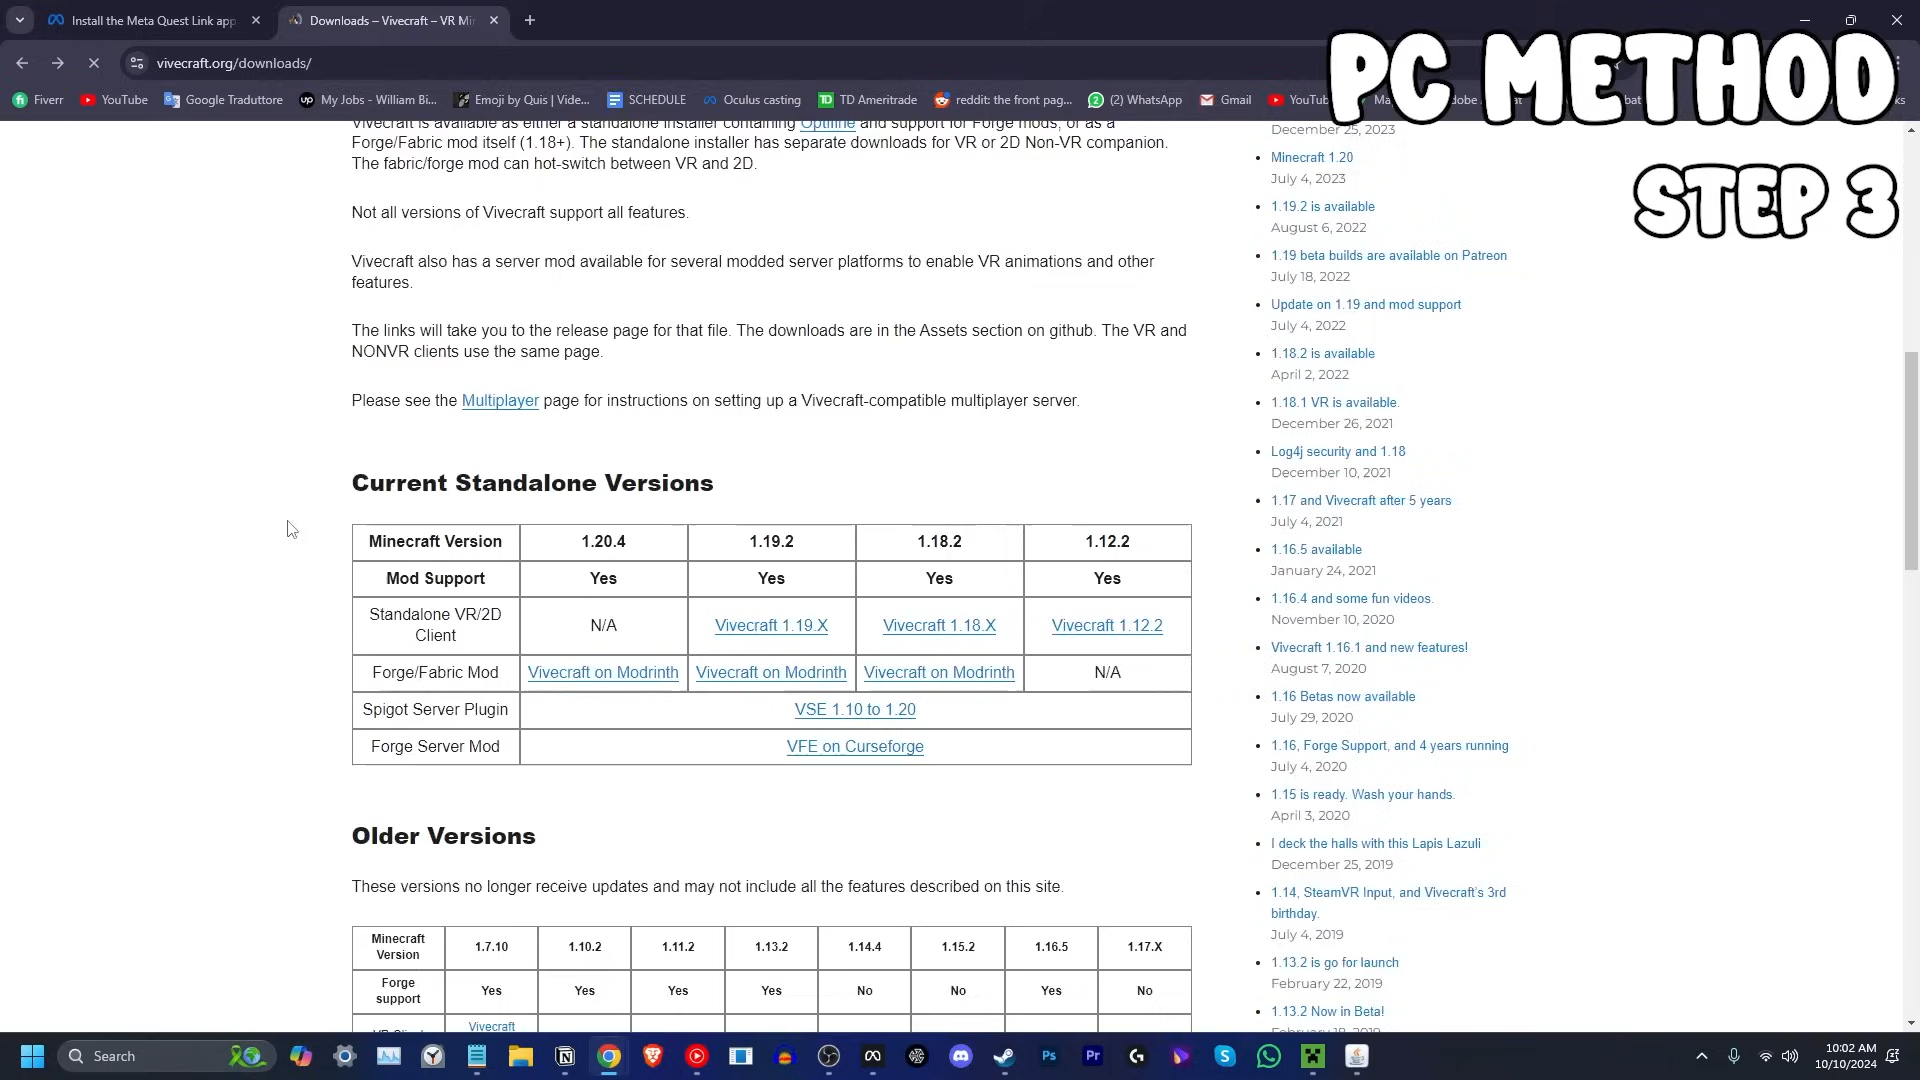 Install the Meta Quest Link app
Downloads – Vivecraft – VR Mi
vivecraft.org/downloads/
Fiverr
YouTube
Google Traduttore
My Jobs - William Bi...
Emoji by Quis | Vide...
SCHEDULE
Oculus casting
TD Ameritrade
reddit: the front pag...
(2) WhatsApp
Gmail
PC METHOD
STEP 3
Vivecraft is available as either a standalone installer containing Optifine and support for Forge mods, or as a
Forge/Fabric mod itself (1.18+). The standalone installer has separate downloads for VR or 2D Non-VR companion.
The fabric/forge mod can hot-switch between VR and 2D.
Not all versions of Vivecraft support all features.
Vivecraft also has a server mod available for several modded server platforms to enable VR animations and other
features.
The links will take you to the release page for that file. The downloads are in the Assets section on github. The VR and
NONVR clients use the same page.
Please see the Multiplayer page for instructions on setting up a Vivecraft-compatible multiplayer server.
Current Standalone Versions
Minecraft Version 1.20.4 1.19.2 1.18.2 1.12.2
Mod Support Yes Yes Yes Yes
Standalone VR/2D
Client N/A Vivecraft 1.19.X Vivecraft 1.18.X Vivecraft 1.12.2
Forge/Fabric Mod Vivecraft on Modrinth Vivecraft on Modrinth Vivecraft on Modrinth N/A
Spigot Server Plugin VSE 1.10 to 1.20
Forge Server Mod VFE on Curseforge
Older Versions
These versions no longer receive updates and may not include all the features described on this site.
Minecraft
Version 1.7.10 1.10.2 1.11.2 1.13.2 1.14.4 1.15.2 1.16.5 1.17.X
Forge
support Yes Yes Yes Yes No No Yes No
Vivecraft
December 25, 2023
Minecraft 1.20
July 4, 2023
1.19.2 is available
August 6, 2022
1.19 beta builds are available on Patreon
July 18, 2022
Update on 1.19 and mod support
July 4, 2022
1.18.2 is available
April 2, 2022
1.18.1 VR is available.
December 26, 2021
Log4j security and 1.18
December 10, 2021
1.17 and Vivecraft after 5 years
July 4, 2021
1.16.5 available
January 24, 2021
1.16.4 and some fun videos.
November 10, 2020
Vivecraft 1.16.1 and new features!
August 7, 2020
1.16 Betas now available
July 29, 2020
1.16, Forge Support, and 4 years running
July 4, 2020
1.15 is ready. Wash your hands.
April 3, 2020
I deck the halls with this Lapis Lazuli
December 25, 2019
1.14, SteamVR Input, and Vivecraft's 3rd
birthday.
July 4, 2019
1.13.2 is go for launch
February 22, 2019
1.13.2 Now in Beta!
Search
10:02 AM
10/10/2024